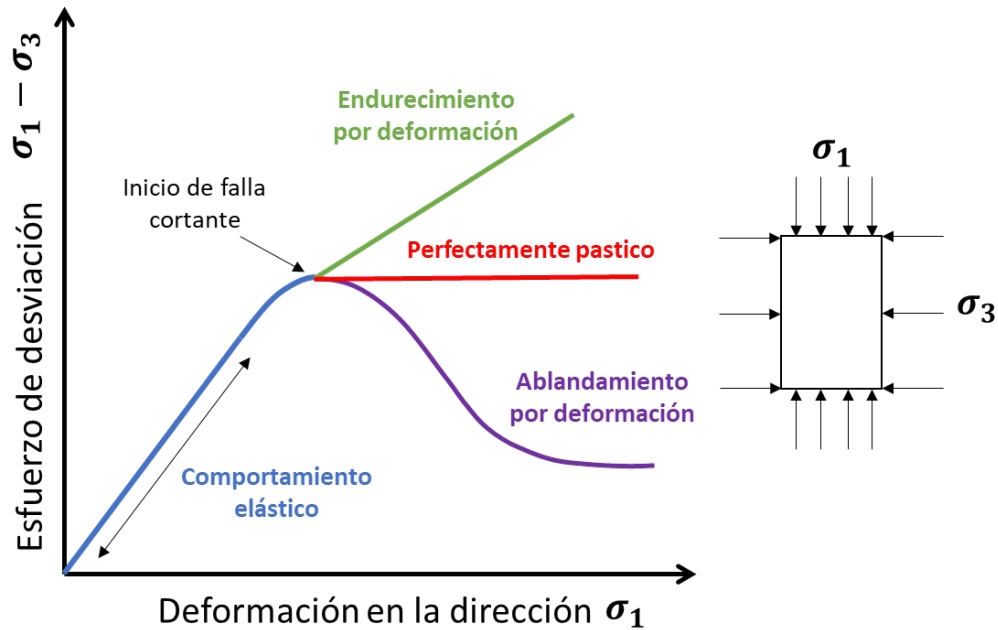 Esfuerzo de desviación σ₁ − σ₃
Endurecimiento
por deformación
Inicio de falla
cortante
Perfectamente pastico
Ablandamiento
por deformación
Comportamiento
elástico
Deformación en la dirección σ₁
σ₁
σ₃